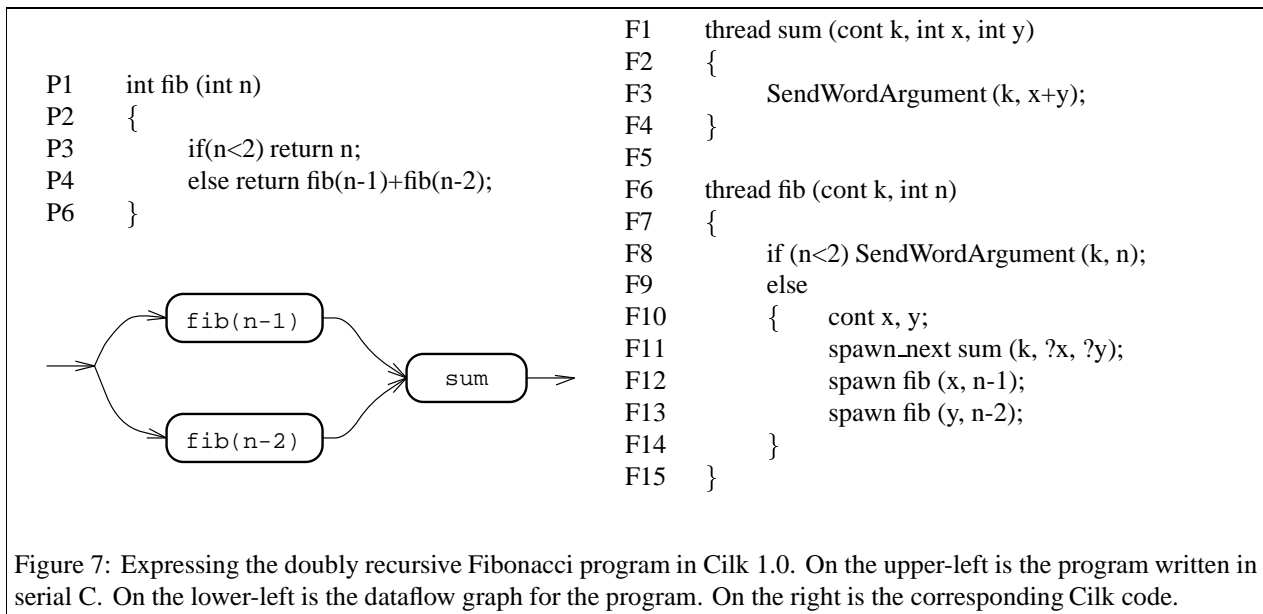 P1 int fib (int n)
P2 {
P3 if(n<2) return n;
P4 else return fib(n-1)+fib(n-2);
P6 }
fib(n-1)
fib(n-2)
sum
F1 thread sum (cont k, int x, int y)
F2 {
F3 SendWordArgument (k, x+y);
F4 }
F5
F6 thread fib (cont k, int n)
F7 {
F8 if (n<2) SendWordArgument (k, n);
F9 else
F10 { cont x, y;
F11 spawn_next sum (k, ?x, ?y);
F12 spawn fib (x, n-1);
F13 spawn fib (y, n-2);
F14 }
F15 }
Figure 7: Expressing the doubly recursive Fibonacci program in Cilk 1.0. On the upper-left is the program written in
serial C. On the lower-left is the dataflow graph for the program. On the right is the corresponding Cilk code.